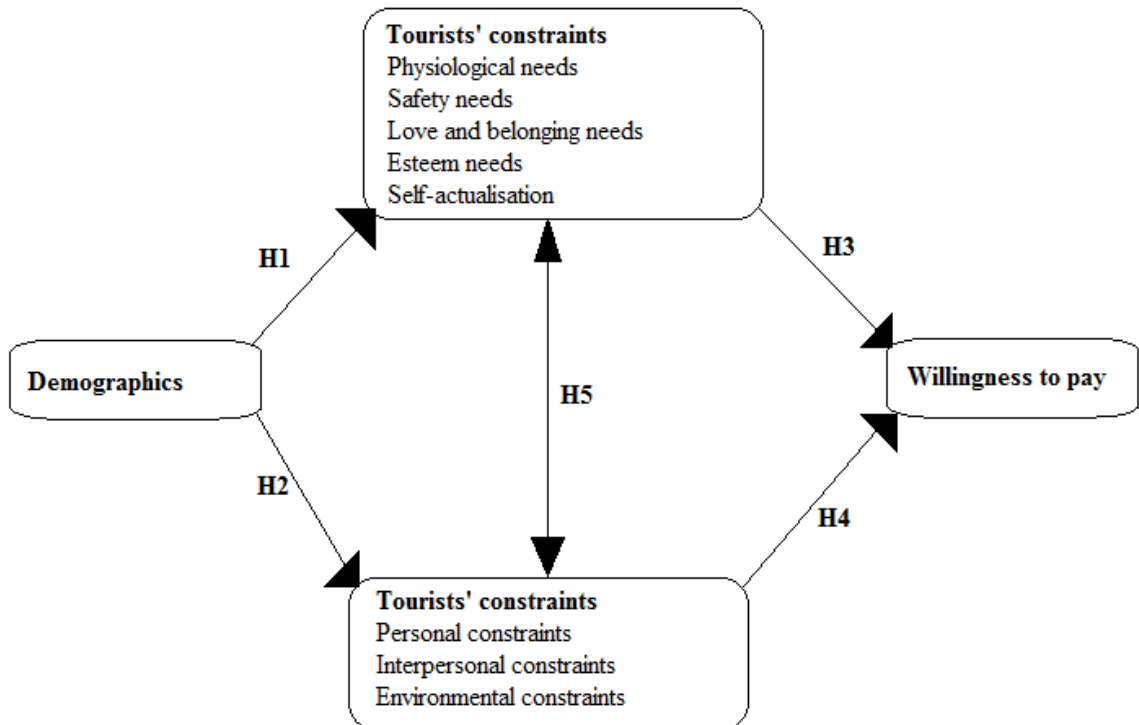 Tourists' constraints
Physiological needs
Safety needs
Love and belonging needs
Esteem needs
Self-actualisation
H1
H3
Demographics
H5
Willingness to pay
H2
H4
Tourists' constraints
Personal constraints
Interpersonal constraints
Environmental constraints